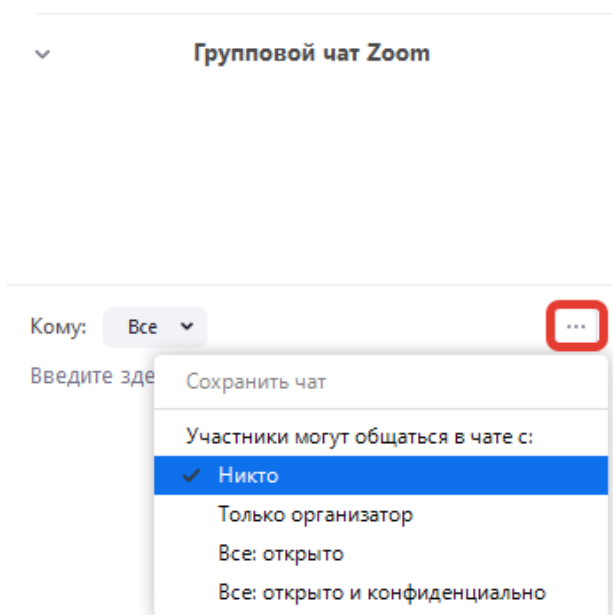 Групповой чат Zoom
Кому: Все
Введите зде
Сохранить чат
Участники могут общаться в чате с:
Никто
Только организатор
Все: открыто
Все: открыто и конфиденциально